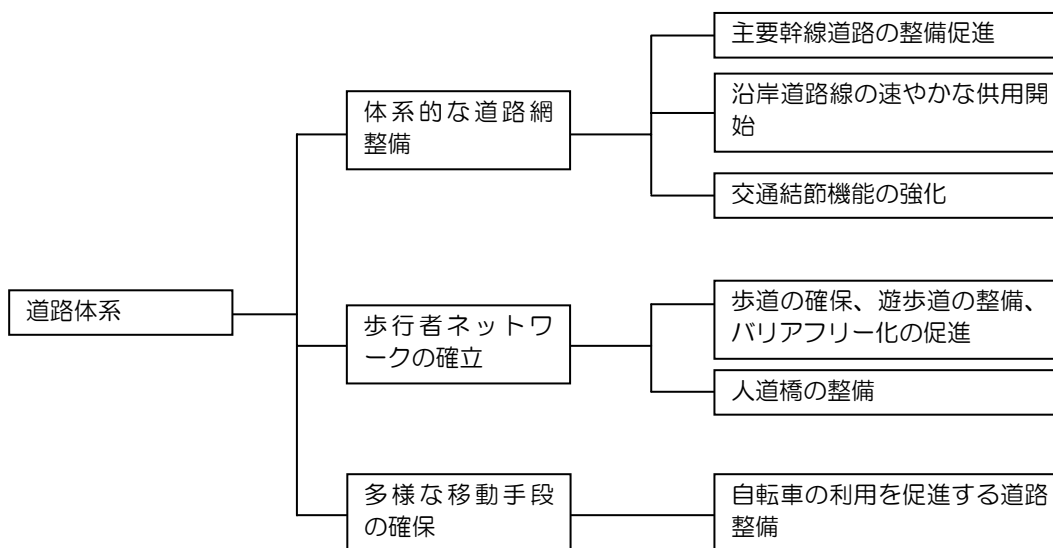 道路体系
体系的な道路網
整備
主要幹線道路の整備促進
沿岸道路線の速やかな供用開
始
交通結節機能の強化
歩行者ネットワ
ークの確立
歩道の確保、遊歩道の整備、
バリアフリー化の促進
人道橋の整備
多様な移動手段
の確保
自転車の利用を促進する道路
整備